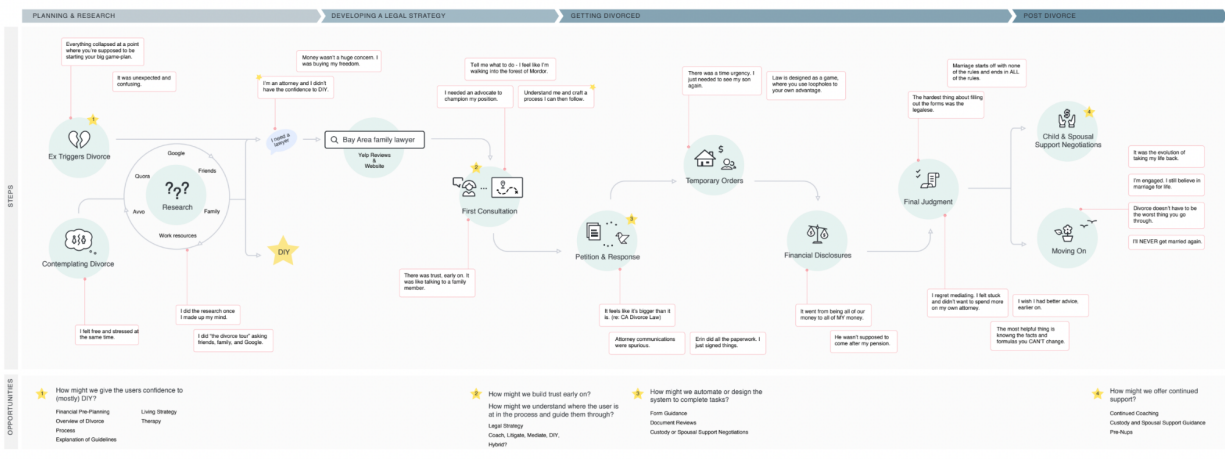 PLANNING & RESEARCH
DEVELOPING A LEGAL STRATEGY
GETTING DIVORCED
POST DIVORCE
STEPS
Everything collapsed at a point
where you're supposed to be
starting your big game-plan.
It was unexpected and
confusing.
1
Ex Triggers Divorce
Contemplating Divorce
I felt free and stressed at
the same time.
Google
Quora
Friends
???
Research
Avvo
Family
Work resources
I did the research once
I made up my mind.
I did "the divorce tour" asking
friends, family, and Google.
Money wasn't a huge concern. I
was buying my freedom.
I'm an attorney and I didn't
have the confidence to DIY.
I need a
lawyer
DIY
Bay Area family lawyer
Yelp Reviews
&
Website
Tell me what to do - I feel like I'm
walking into the forest of Mordor.
I needed an advocate to
champion my position.
Understand me and craft a
process I can then follow.
2
First Consultation
There was trust, early on. It
was like talking to a family
member.
3
Petition & Response
It feels like it's bigger than it
is. (re: CA Divorce Law)
Attorney communications
were spurious.
Erin did all the paperwork. I
just signed things.
There was a time urgency. I
just needed to see my son
again.
Law is designed as a game,
where you use loopholes to
your own advantage.
$
Temporary Orders
Financial Disclosures
It went from being all of our
money to all of MY money.
He wasn't supposed to
come after my pension.
Marriage starts off with none
of the rules and ends in ALL
of the rules.
The hardest thing about filling
out the forms was the
legalese.
Final Judgment
I regret mediating. I felt stuck
and didn't want to spend more
on my own attorney.
I wish I had better advice,
earlier on.
The most helpful thing is
knowing the facts and
formulas you CAN'T change.
4
Child & Spousal
Support Negotiations
Moving On
It was the evolution of
taking my life back.
I'm engaged. I still believe in
marriage for life.
Divorce doesn't have to be
the worst thing you go
through.
I'll NEVER get married again.
OPPORTUNITIES
1
How might we give the users confidence to
(mostly) DIY?
Financial Pre-Planning
Overview of Divorce
Process
Explanation of Guidelines
Living Strategy
Therapy
2
How might we build trust early on?
How might we understand where the user is
at in the process and guide them through?
Legal Strategy
Coach, Litigate, Mediate, DIY,
Hybrid?
3
How might we automate or design the
system to complete tasks?
Form Guidance
Document Reviews
Custody or Spousal Support Negotiations
4
How might we offer continued
support?
Continued Coaching
Custody and Spousal Support Guidance
Pre-Nups